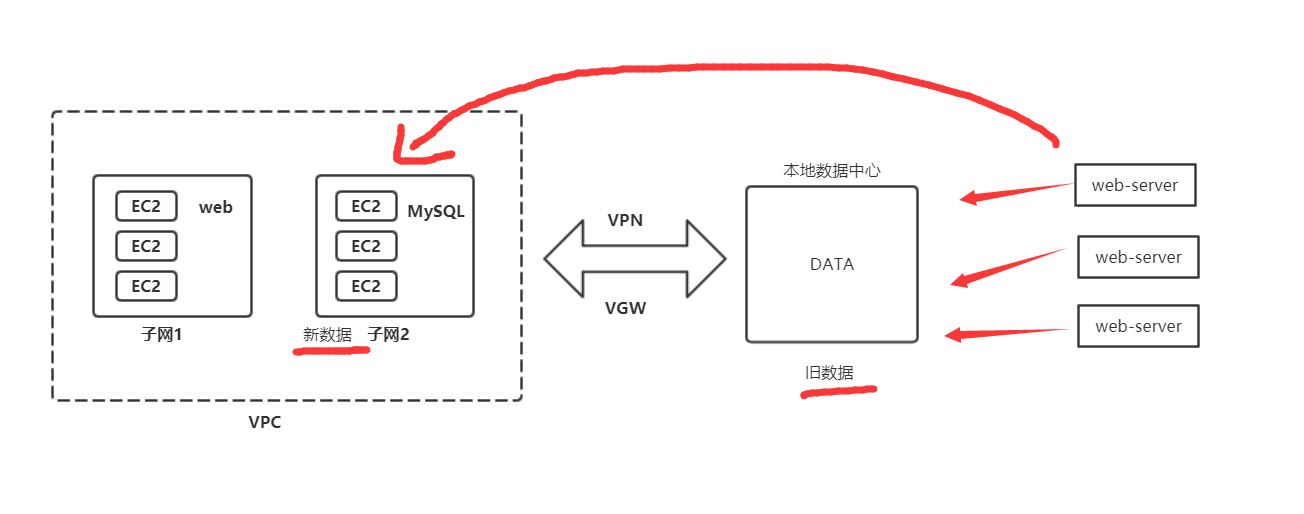 EC2 web
EC2
EC2
子网1
EC2 MySQL
EC2
EC2
新数据 子网2
VPC
VPN
VGW
本地数据中心
DATA
旧数据
web-server
web-server
web-server